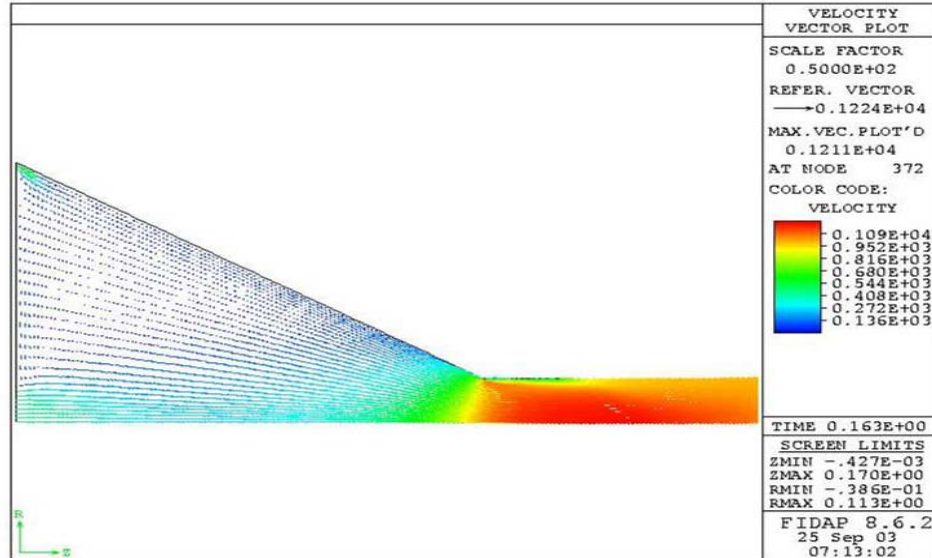 VELOCITY
VECTOR PLOT
SCALE FACTOR
0.5000E+02
REFER. VECTOR
0.1224E+04
MAX.VEC.PLOT'D
0.1211E+04
AT NODE 372
COLOR CODE:
VELOCITY
0.109E+04
0.952E+03
0.816E+03
0.680E+03
0.544E+03
0.408E+03
0.272E+03
0.136E+03
TIME 0.163E+00
SCREEN LIMITS
ZMIN -.427E-03
ZMAX 0.170E+00
RMIN -.386E-01
RMAX 0.113E+00
FIDAP 8.6.2
25 Sep 03
07:13:02
R
Z